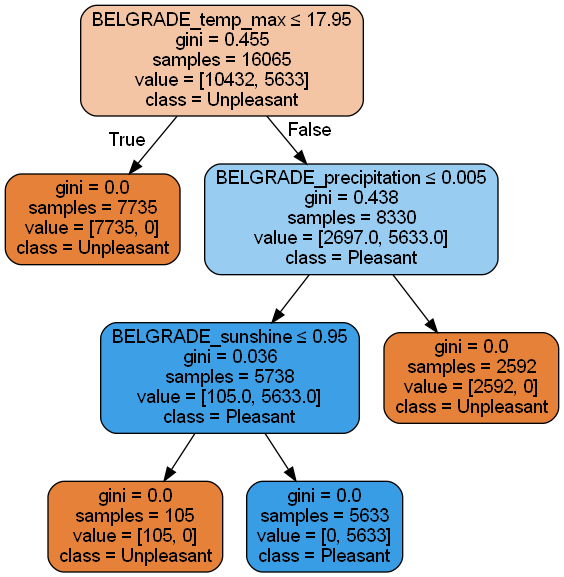 BELGRADE_temp_max ≤ 17.95
gini = 0.455
samples = 16065
value = [10432, 5633]
class = Unpleasant
True
False
gini = 0.0
samples = 7735
value = [7735, 0]
class = Unpleasant
BELGRADE_precipitation ≤ 0.005
gini = 0.438
samples = 8330
value = [2697.0, 5633.0]
class = Pleasant
BELGRADE_sunshine ≤ 0.95
gini = 0.036
samples = 5738
value = [105.0, 5633.0]
class = Pleasant
gini = 0.0
samples = 2592
value = [2592, 0]
class = Unpleasant
gini = 0.0
samples = 105
value = [105, 0]
class = Unpleasant
gini = 0.0
samples = 5633
value = [0, 5633]
class = Pleasant